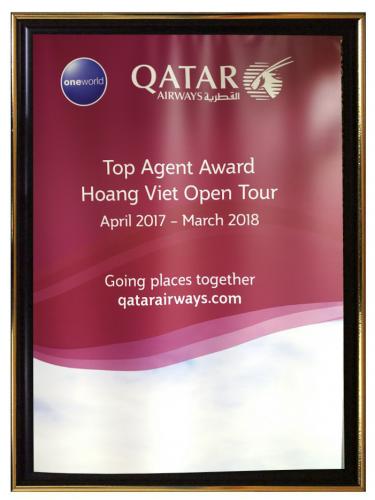 oneworld
QATAR
AIRWAYS القطرية
Top Agent Award
Hoang Viet Open Tour
April 2017 – March 2018
Going places together
qatarairways.com